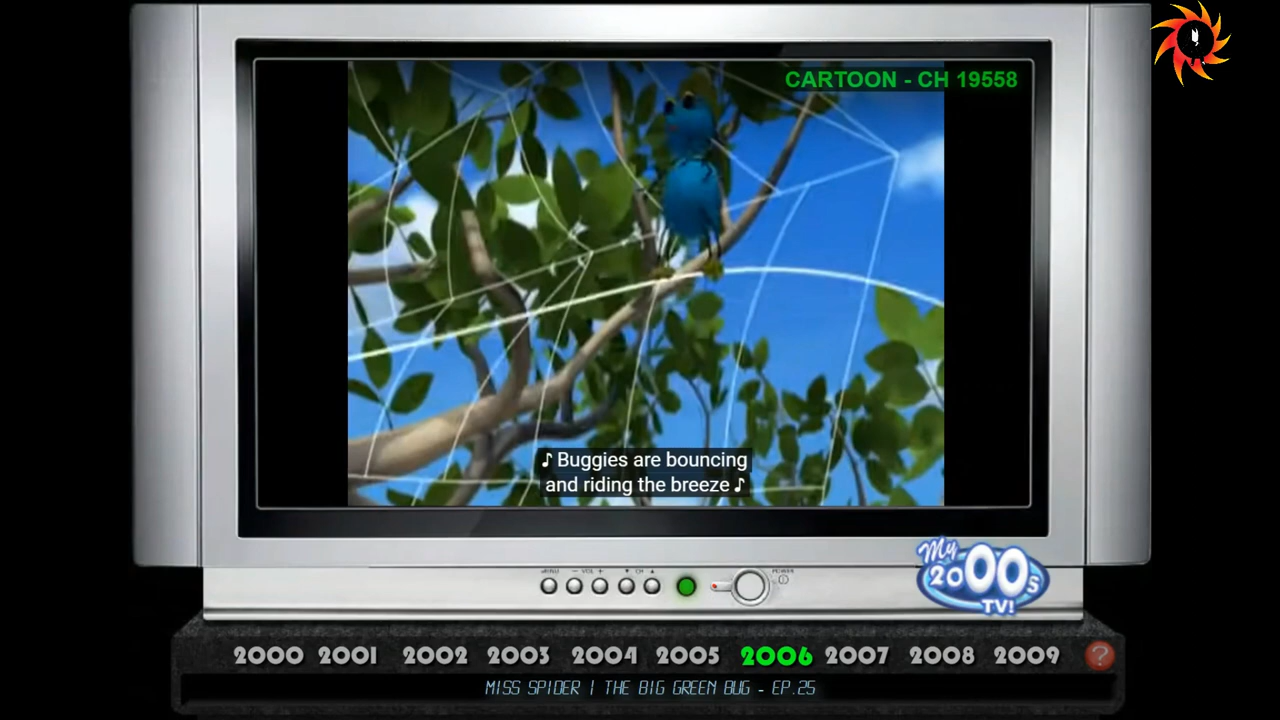 CARTOON - CH 19558
♪ Buggies are bouncing
and riding the breeze ♪
MENU - VOL + ▼ CH ▲
POWER
My
2000s
TV!
2000 2001 2002 2003 2004 2005 2006 2007 2008 2009 ?
MISS SPIDER | THE BIG GREEN BUG - EP.25